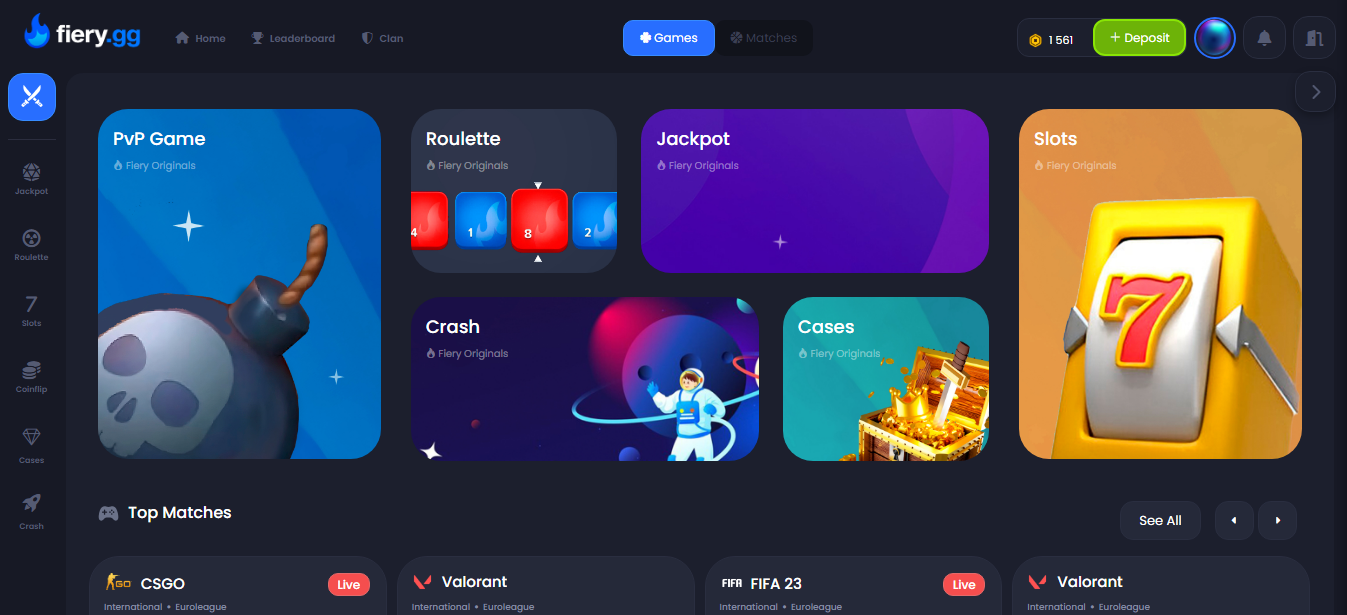 fiery.gg
Home
Leaderboard
Clan
Games
Matches
1 561
+ Deposit
PvP Game
Fiery Originals
Roulette
Fiery Originals
4
1
8
2
Jackpot
Fiery Originals
Slots
Fiery Originals
7
Crash
Fiery Originals
Cases
Fiery Originals
Jackpot
Roulette
7
Slots
Coinflip
Cases
Crash
Top Matches
See All
GO
CSGO
Live
International • Euroleague
Valorant
International • Euroleague
FIFA
FIFA 23
Live
International • Euroleague
Valorant
International • Euroleague